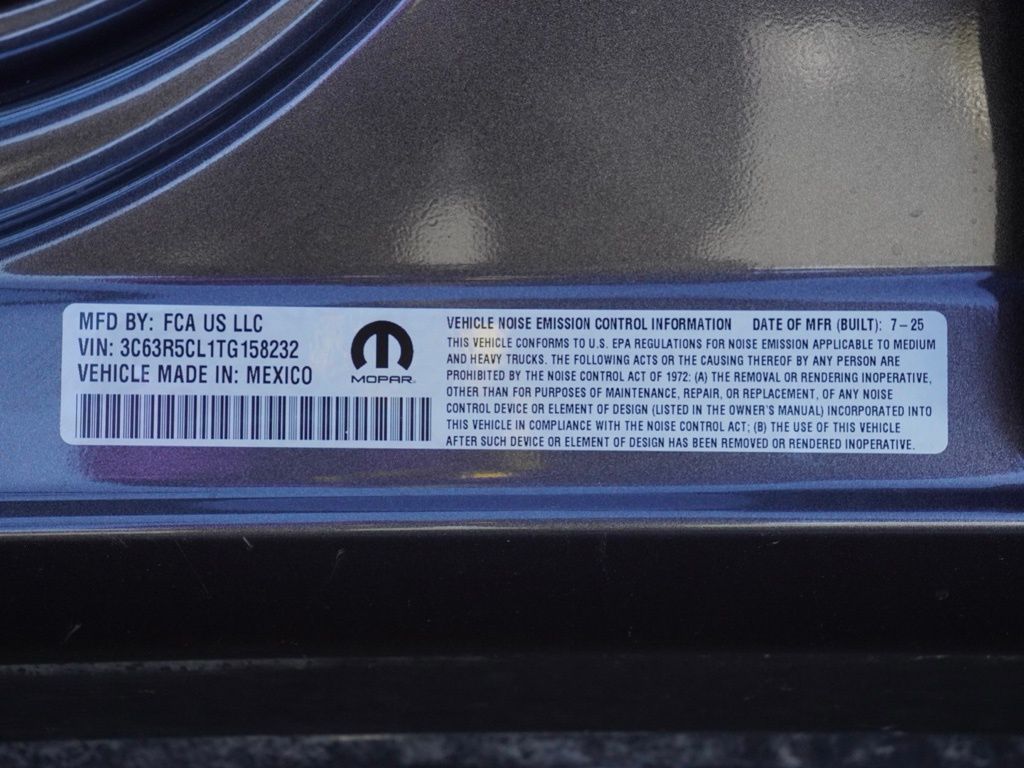 MFD BY: FCA US LLC
VIN: 3C63R5CL1TG158232
VEHICLE MADE IN: MEXICO
MOPAR
VEHICLE NOISE EMISSION CONTROL INFORMATION DATE OF MFR (BUILT): 7-25
THIS VEHICLE CONFORMS TO U.S. EPA REGULATIONS FOR NOISE EMISSION APPLICABLE TO MEDIUM
AND HEAVY TRUCKS. THE FOLLOWING ACTS OR THE CAUSING THEREOF BY ANY PERSON ARE
PROHIBITED BY THE NOISE CONTROL ACT OF 1972: (A) THE REMOVAL OR RENDERING INOPERATIVE,
OTHER THAN FOR PURPOSES OF MAINTENANCE, REPAIR, OR REPLACEMENT, OF ANY NOISE
CONTROL DEVICE OR ELEMENT OF DESIGN (LISTED IN THE OWNER'S MANUAL) INCORPORATED INTO
THIS VEHICLE IN COMPLIANCE WITH THE NOISE CONTROL ACT; (B) THE USE OF THIS VEHICLE
AFTER SUCH DEVICE OR ELEMENT OF DESIGN HAS BEEN REMOVED OR RENDERED INOPERATIVE.